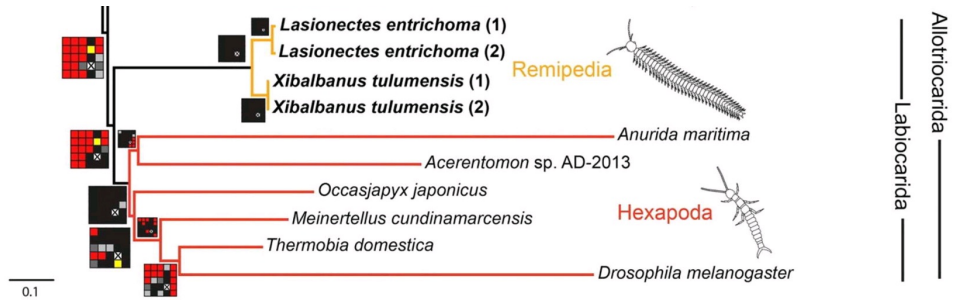 Lasionectes entrichoma (1)
Lasionectes entrichoma (2)
Remipedia
Xibalbanus tulumensis (1)
Xibalbanus tulumensis (2)
Anurida maritima
Acerentomon sp. AD-2013
Occasjapyx japonicus
Hexapoda
Meinertellus cundinamarcensis
Thermobia domestica
Drosophila melanogaster
0.1
Labiocarida
Allotriocarida